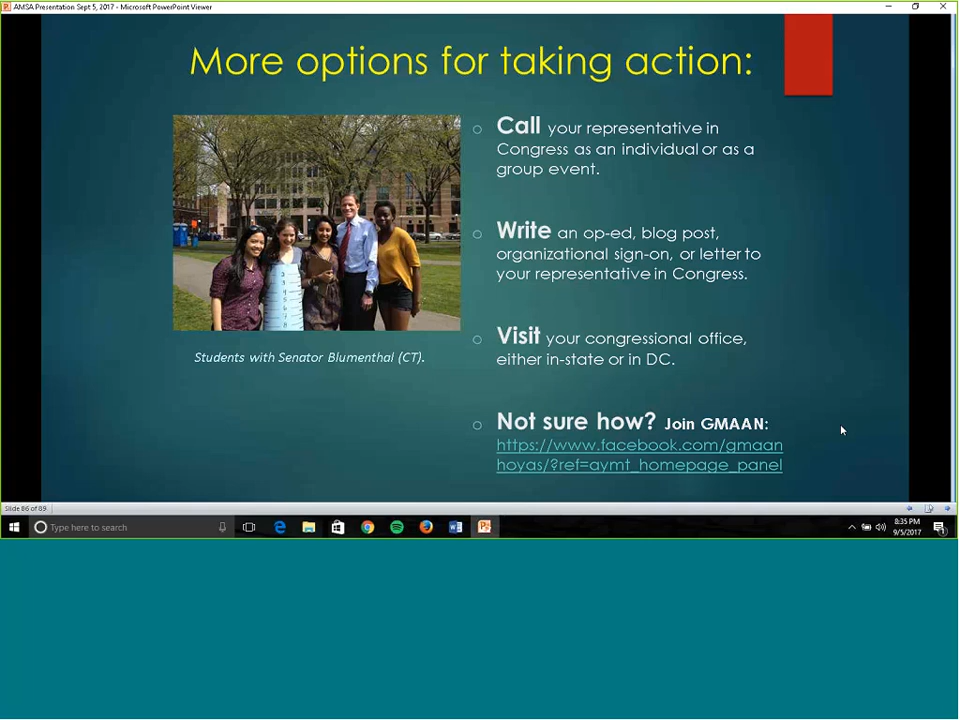 AMSA Presentation Sept 5, 2017 - Microsoft PowerPoint Viewer
More options for taking action:
Students with Senator Blumenthal (CT).
Call your representative in
Congress as an individual or as a
group event.
Write an op-ed, blog post,
organizational sign-on, or letter to
your representative in Congress.
Visit your congressional office,
either in-state or in DC.
Not sure how? Join GMAAN:
https://www.facebook.com/gmaan
hoyas/?ref=aymt_homepage_panel
Slide 86 of 89
Type here to search
8:35 PM
9/5/2017